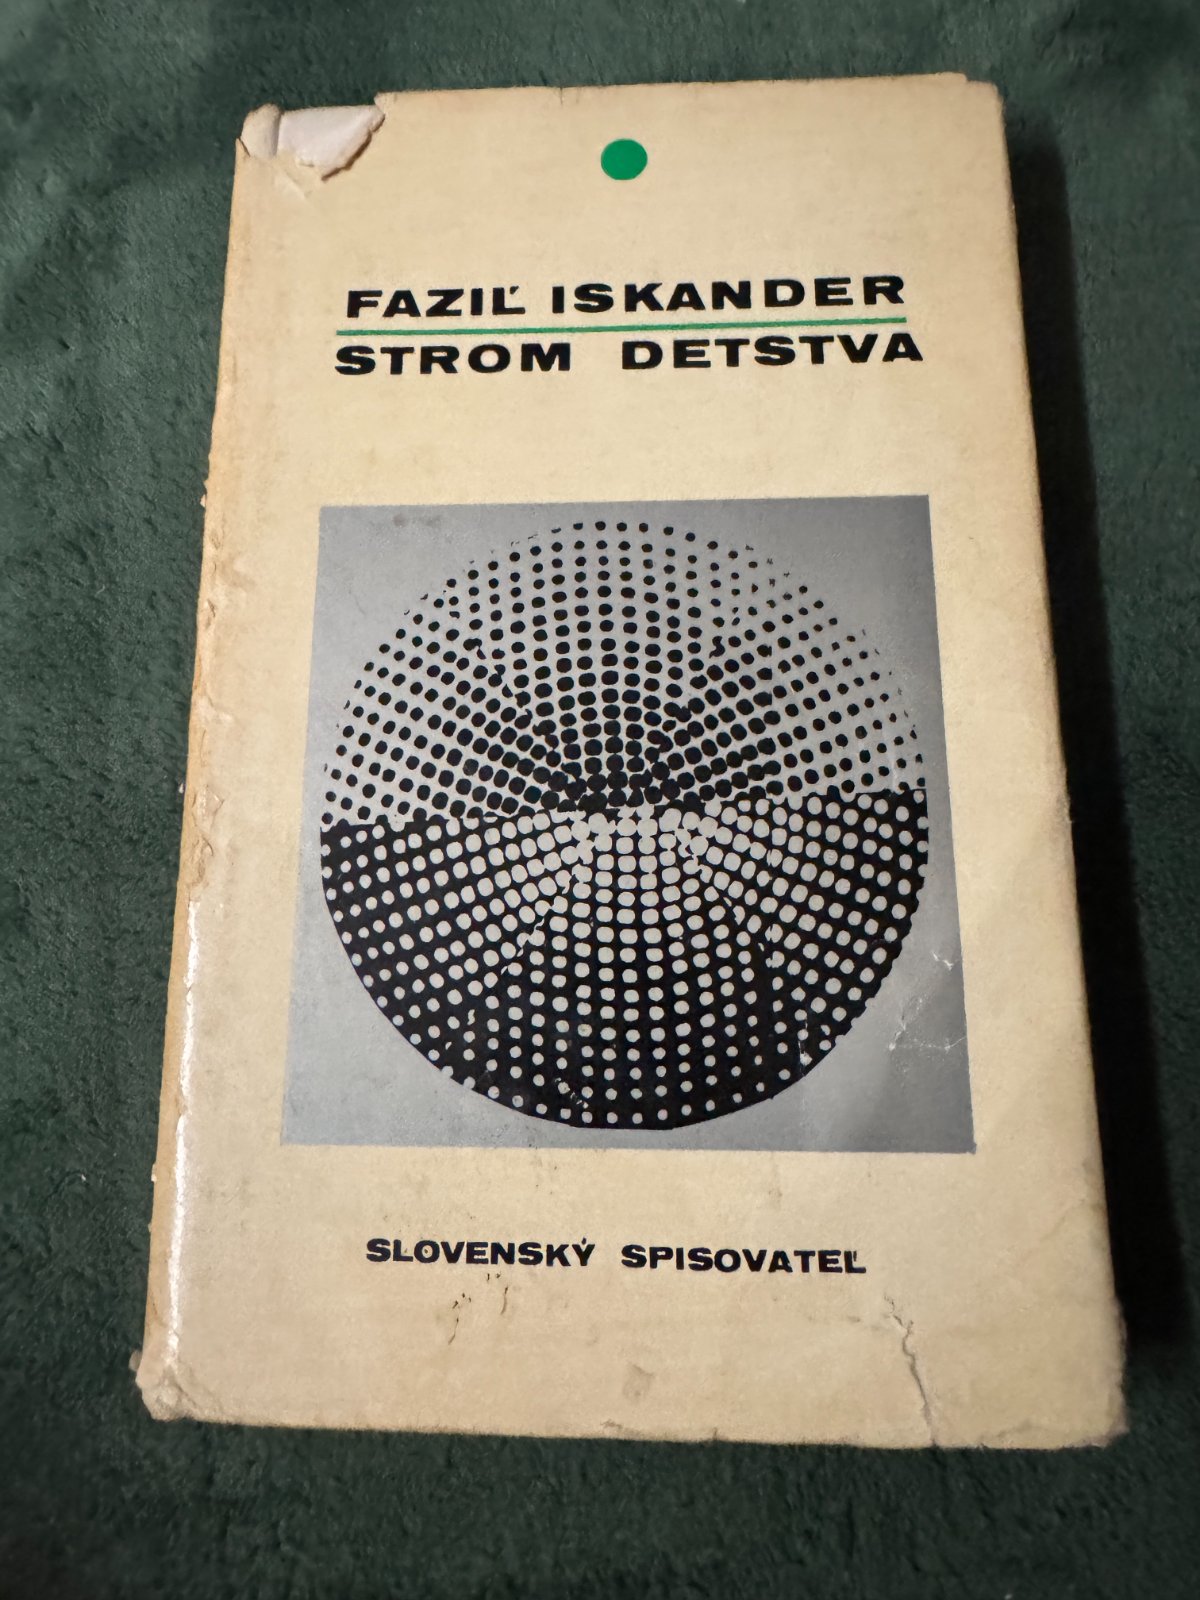 FAZIĽ ISKANDER
STROM DETSTVA
SLOVENSKÝ SPISOVATEĽ